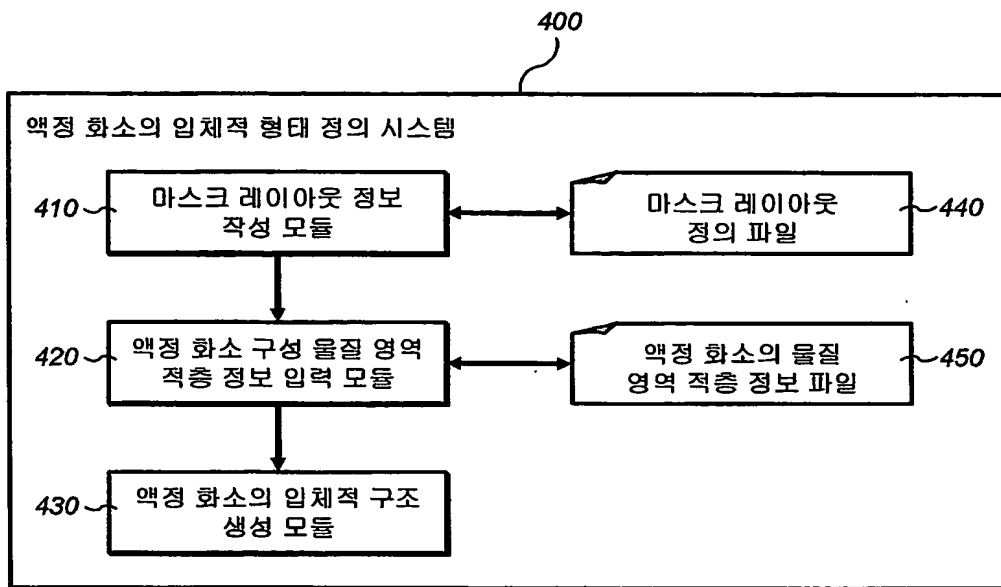 400
액정 화소의 입체적 형태 정의 시스템
410
마스크 레이아웃 정보
작성 모듈
마스크 레이아웃
정의 파일
440
420
액정 화소 구성 물질 영역
적층 정보 입력 모듈
액정 화소의 물질
영역 적층 정보 파일
450
430
액정 화소의 입체적 구조
생성 모듈